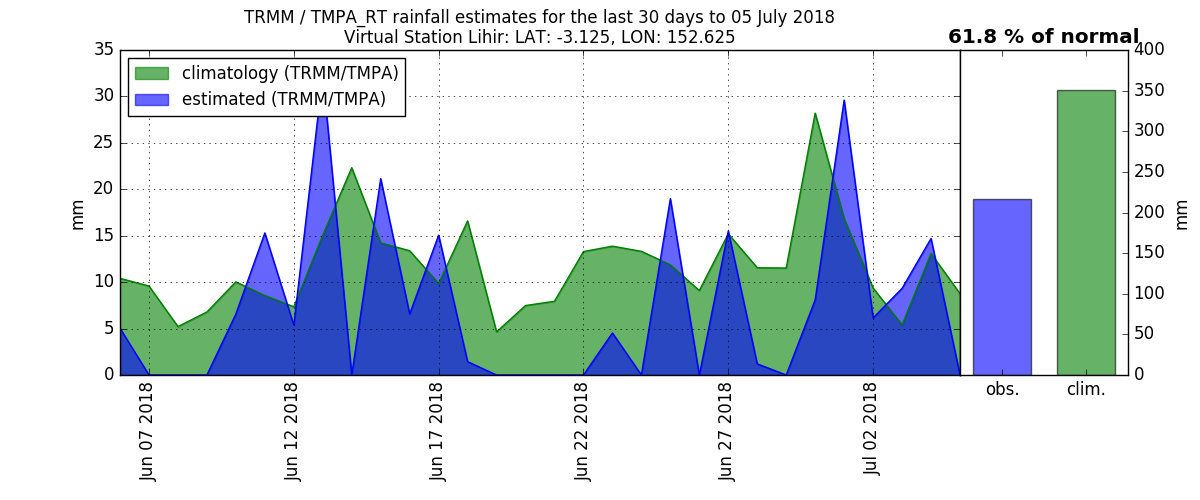 TRMM / TMPA_RT rainfall estimates for the last 30 days to 05 July 2018
Virtual Station Lihir: LAT: -3.125, LON: 152.625
61.8 % of normal
climatology (TRMM/TMPA)
estimated (TRMM/TMPA)
mm
35
30
25
20
15
10
5
0
Jun 07 2018
Jun 12 2018
Jun 17 2018
Jun 22 2018
Jun 27 2018
Jul 02 2018
obs.
clim.
400
350
300
250
200
150
100
50
0
mm